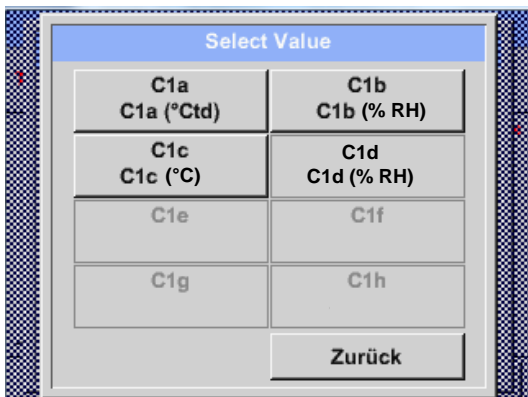 Select Value
C1a
C1a (°Ctd)
C1b
C1b (% RH)
C1c
C1c (°C)
C1d
C1d (% RH)
C1e
C1f
C1g
C1h
Zurück